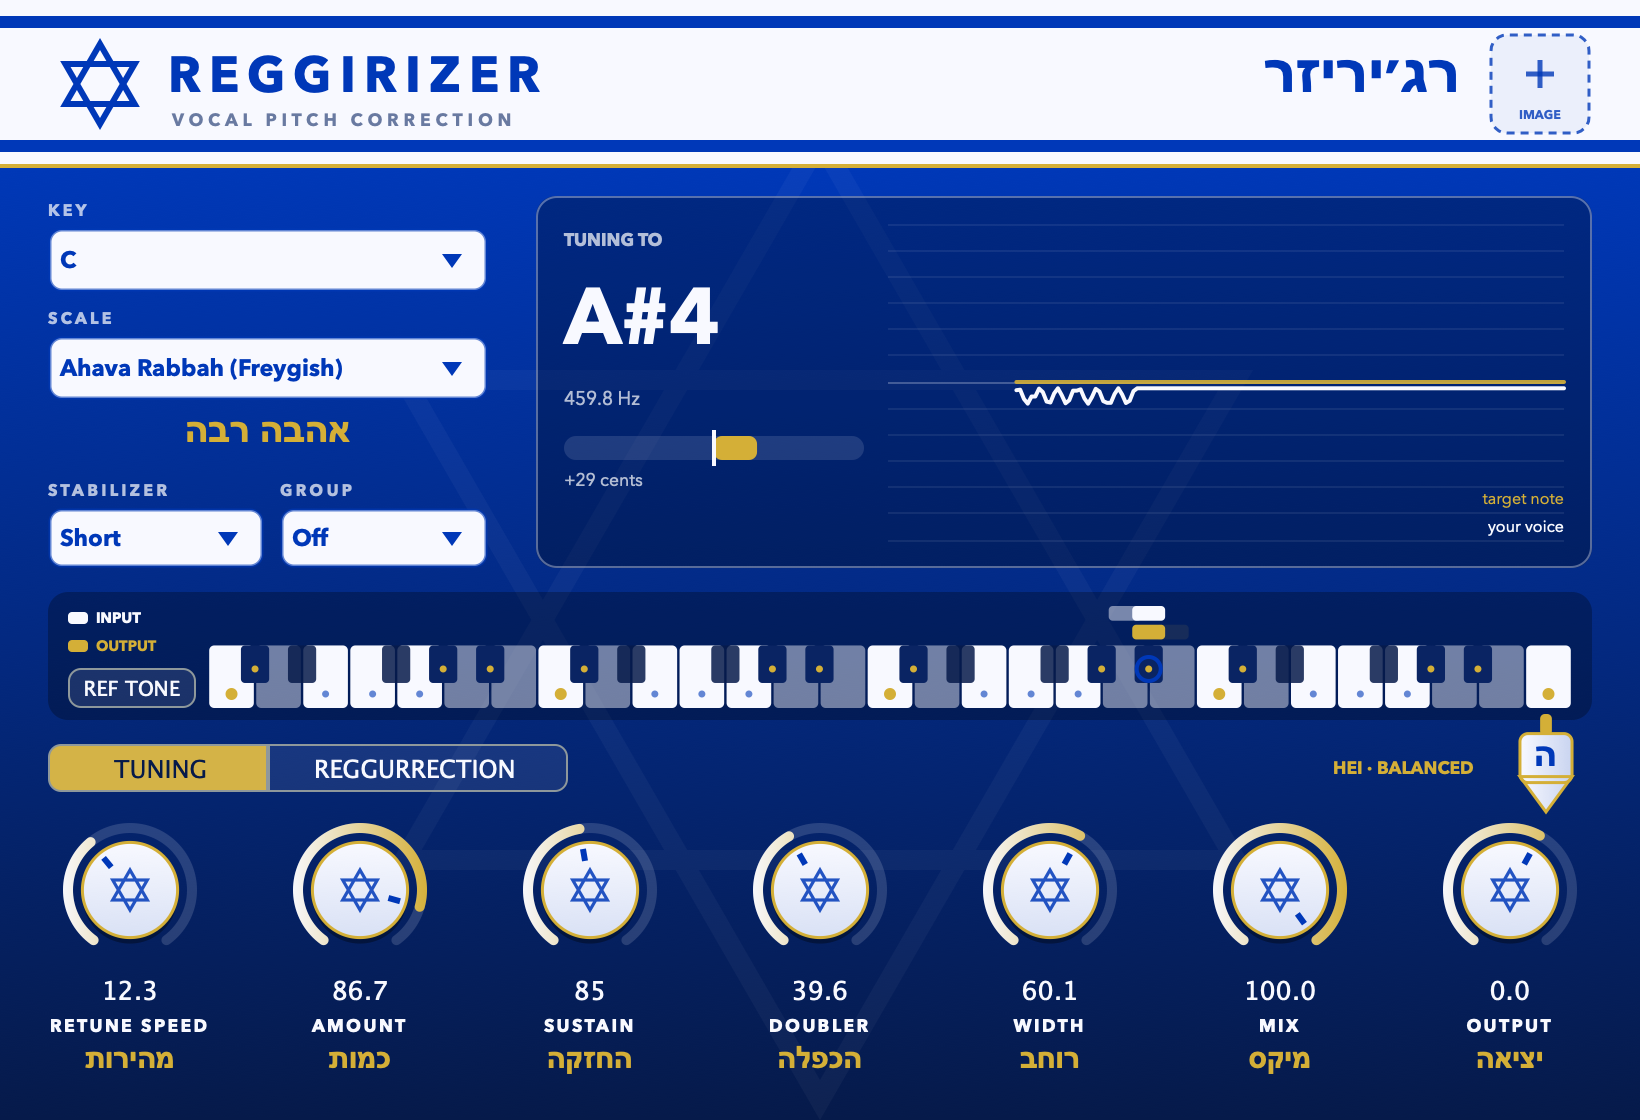 REGGIRIZER
VOCAL PITCH CORRECTION
רג׳יריזר
IMAGE
KEY
C
SCALE
Ahava Rabbah (Freygish)
אהבה רבה
STABILIZER
GROUP
Short
Off
TUNING TO
A#4
459.8 Hz
+29 cents
target note
your voice
INPUT
OUTPUT
REF TONE
TUNING
REGGURRECTION
HEI · BALANCED
ה
12.3
86.7
85
39.6
60.1
100.0
0.0
RETUNE SPEED
AMOUNT
SUSTAIN
DOUBLER
WIDTH
MIX
OUTPUT
מהירות
כמות
החזקה
הכפלה
רוחב
מיקס
יציאה